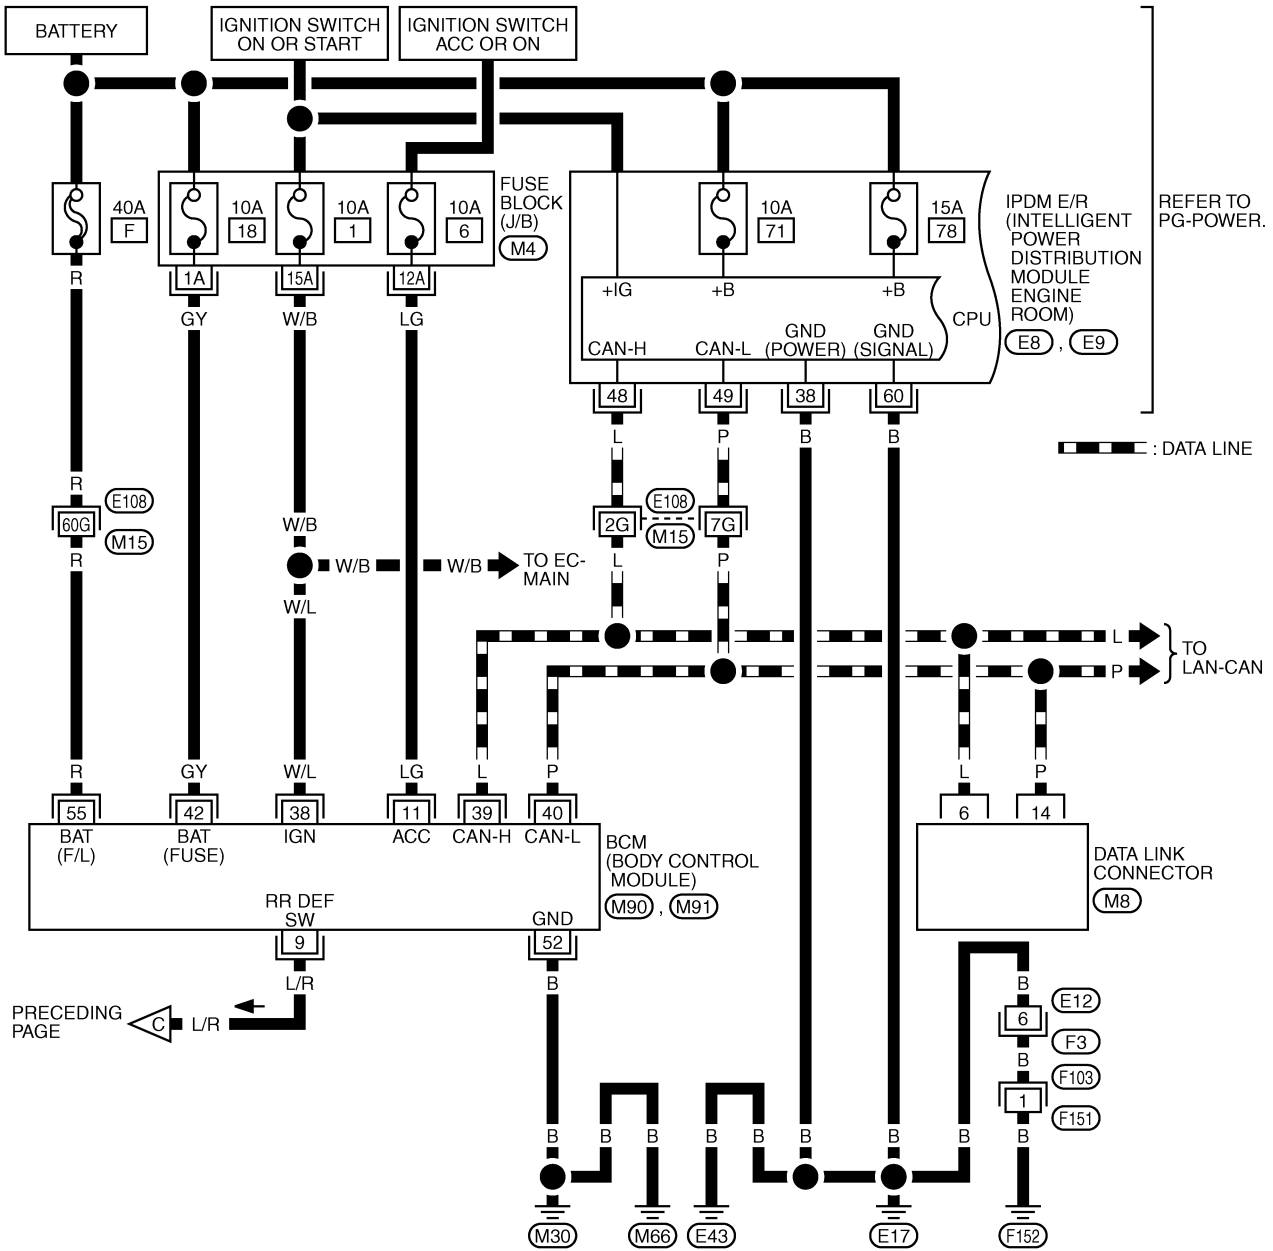 BATTERY
IGNITION SWITCH
ON OR START
IGNITION SWITCH
ACC OR ON
40A
F
10A
18
10A
1
10A
6
FUSE
BLOCK
(J/B)
M4
10A
71
15A
78
IPDM E/R
(INTELLIGENT
POWER
DISTRIBUTION
MODULE
ENGINE
ROOM)
E8 , E9
REFER TO
PG-POWER.
R
1A
15A
12A
GY
W/B
LG
+IG
+B
+B
CPU
CAN-H
CAN-L
GND
(POWER)
GND
(SIGNAL)
48
49
38
60
L
P
B
B
: DATA LINE
R
E108
60G
M15
R
W/B
2G
E108
M15
7G
W/B
W/B
TO EC-
MAIN
L
P
W/L
L
P
TO
LAN-CAN
R
GY
W/L
LG
L
P
L
P
55
42
38
11
39
40
6
14
BAT
(F/L)
BAT
(FUSE)
IGN
ACC
CAN-H
CAN-L
BCM
(BODY CONTROL
MODULE)
M90 , M91
DATA LINK
CONNECTOR
M8
RR DEF
SW
GND
9
52
L/R
B
PRECEDING
PAGE
C
L/R
B
E12
6
F3
B
F103
1
F151
B
B
B
B
B
B
B
B
B
M30
M66
E43
E17
F152